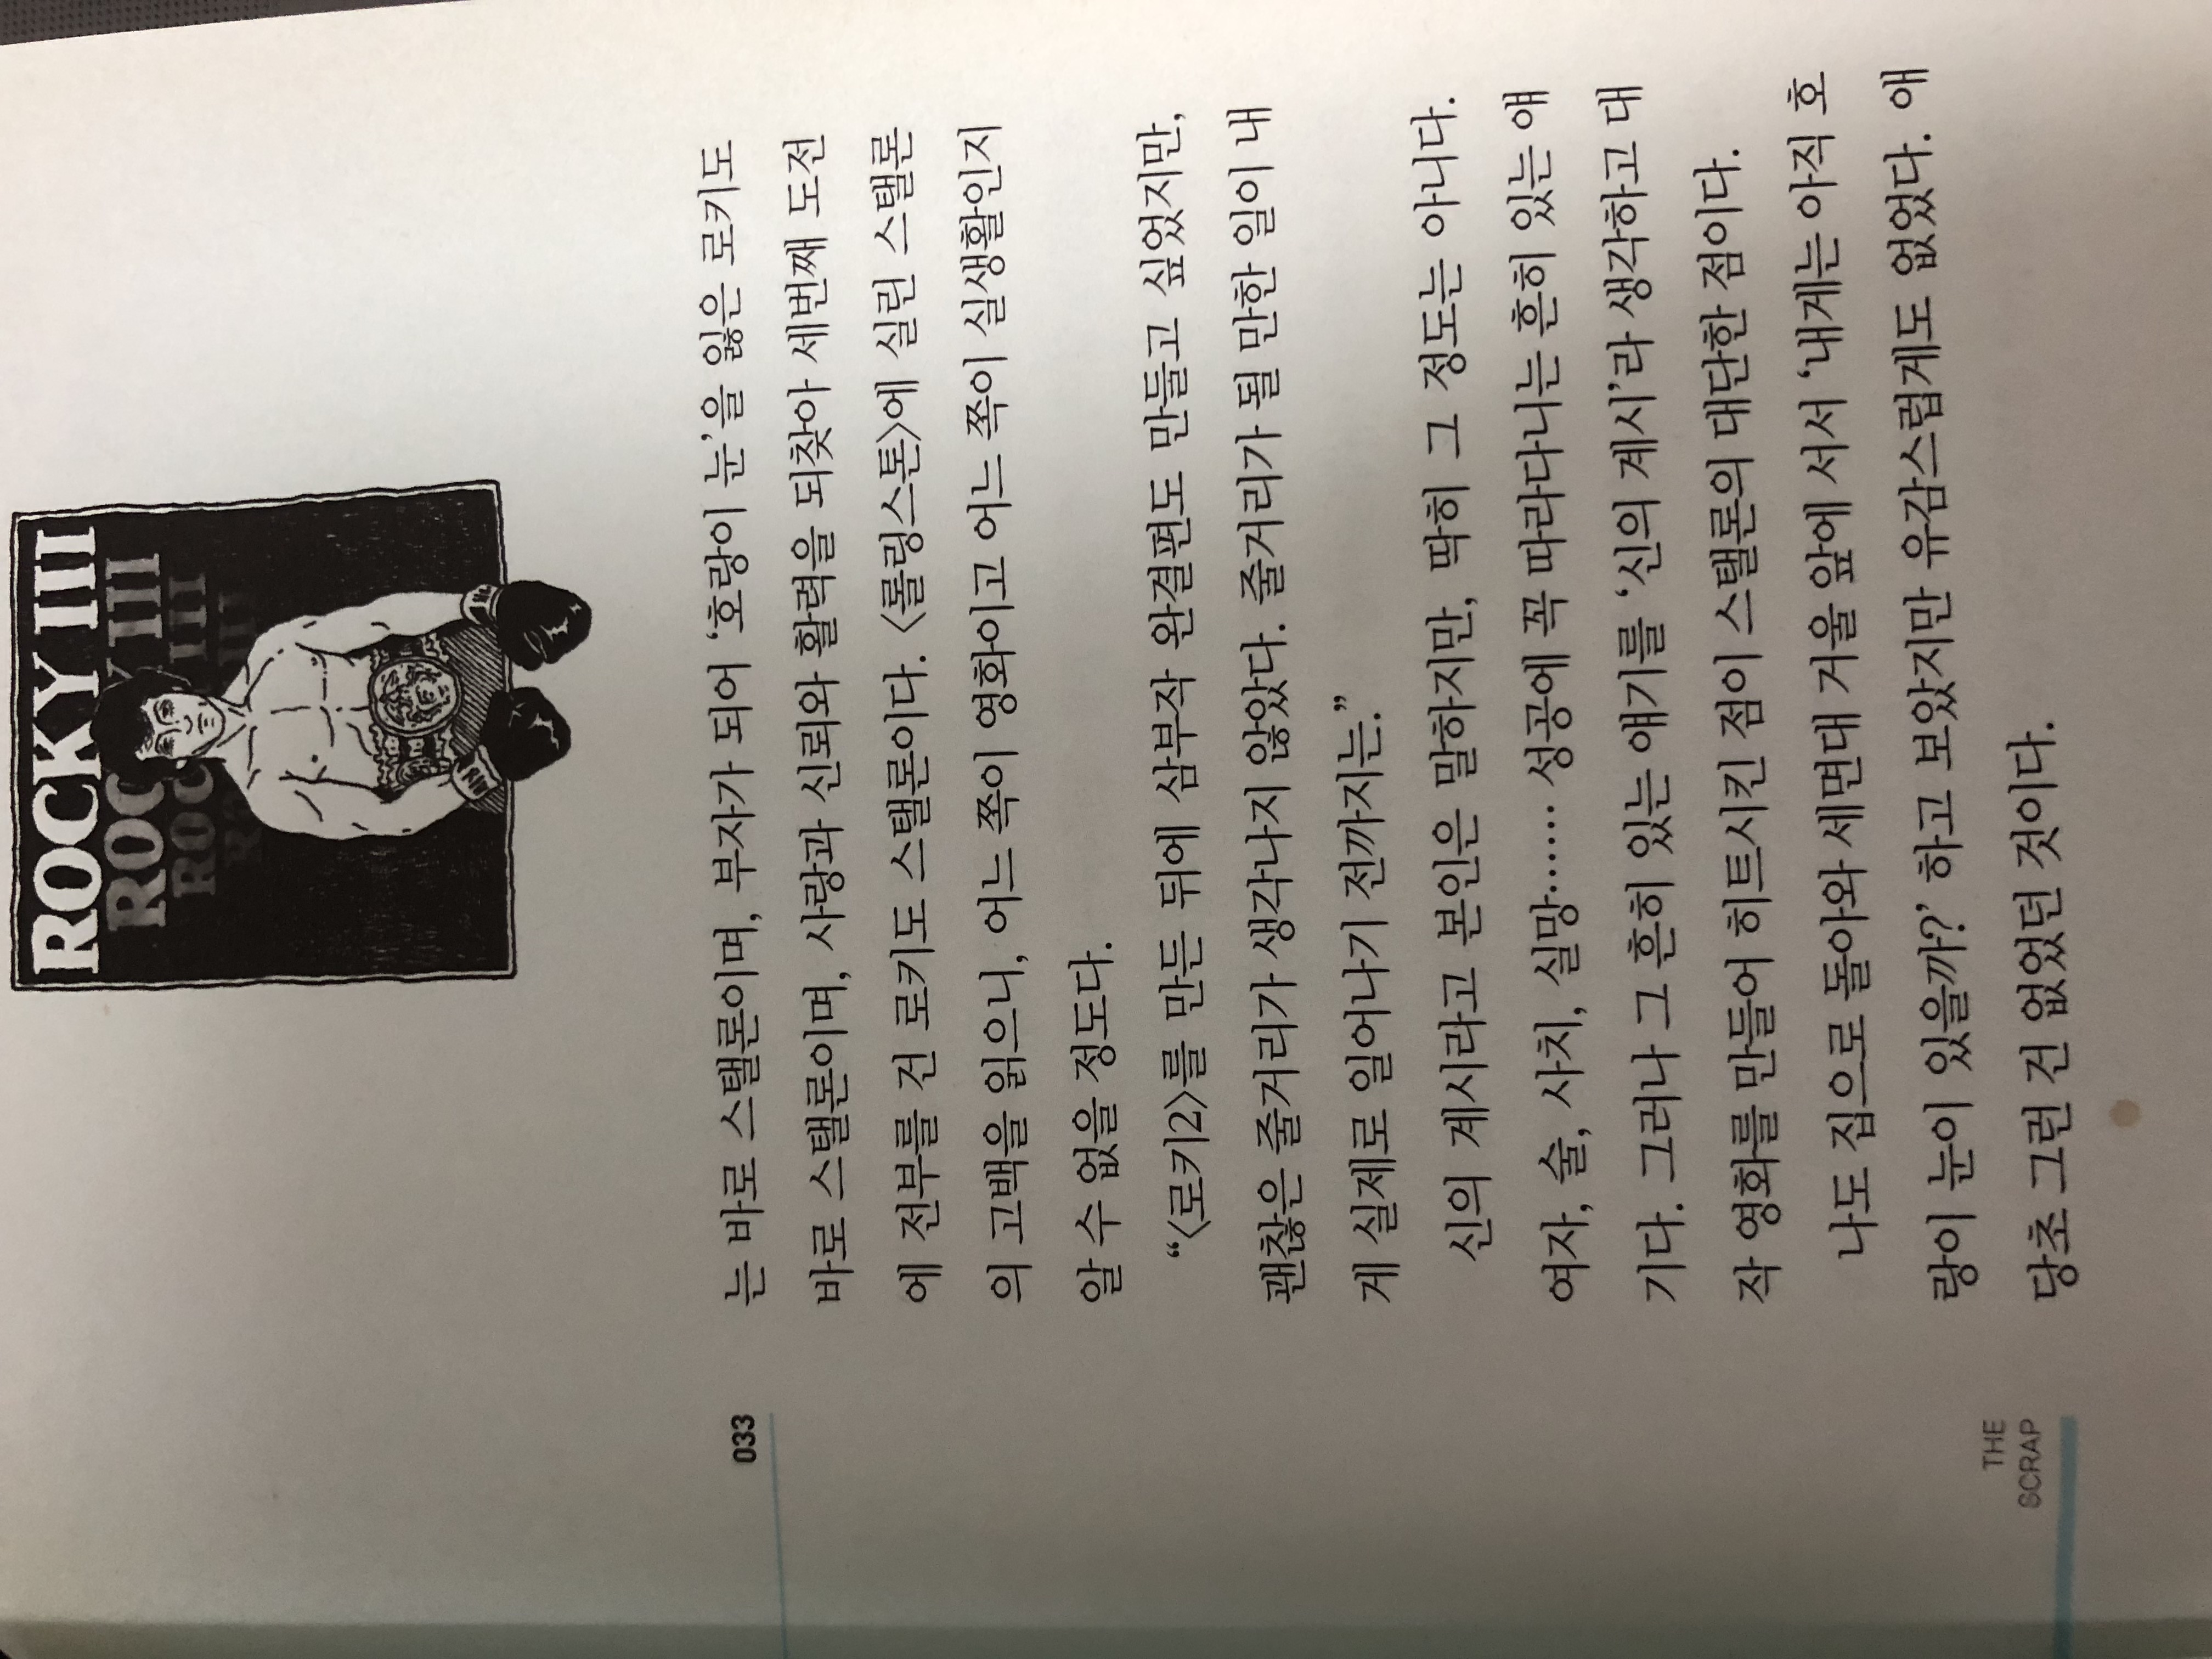 ROCKY III
ROCKY III
ROCKY III
033
는 바로 스탤론이며, 부자가 되어 ‘호랑이 눈’을 잃은 로키도
바로 스탤론이며, 사랑과 신뢰와 활력을 되찾아 세번째 도전
에 전부를 건 로키도 스탤론이다. 〈롤링스톤〉에 실린 스탤론
의 고백을 읽으니, 어느 쪽이 영화이고 어느 쪽이 실생활인지
알 수 없을 정도다.
“〈로키2〉를 만든 뒤에 삼부작 완결편도 만들고 싶었지만,
괜찮은 줄거리가 생각나지 않았다. 줄거리가 될 만한 일이 내
게 실제로 일어나기 전까지는.”
신의 계시라고 본인은 말하지만, 딱히 그 정도는 아니다.
여자, 술, 사치, 실망…… 성공에 꼭 따라다니는 흔히 있는 얘
기다. 그러나 그 흔히 있는 얘기를 ‘신의 계시’라 생각하고 대
작 영화를 만들어 히트시킨 점이 스탤론의 대단한 점이다.
나도 집으로 돌아와 세면대 거울 앞에 서서 ‘내게는 아직 호
랑이 눈이 있을까?’ 하고 보았지만 유감스럽게도 없었다. 애
당초 그런 건 없었던 것이다.
THE
SCRAP